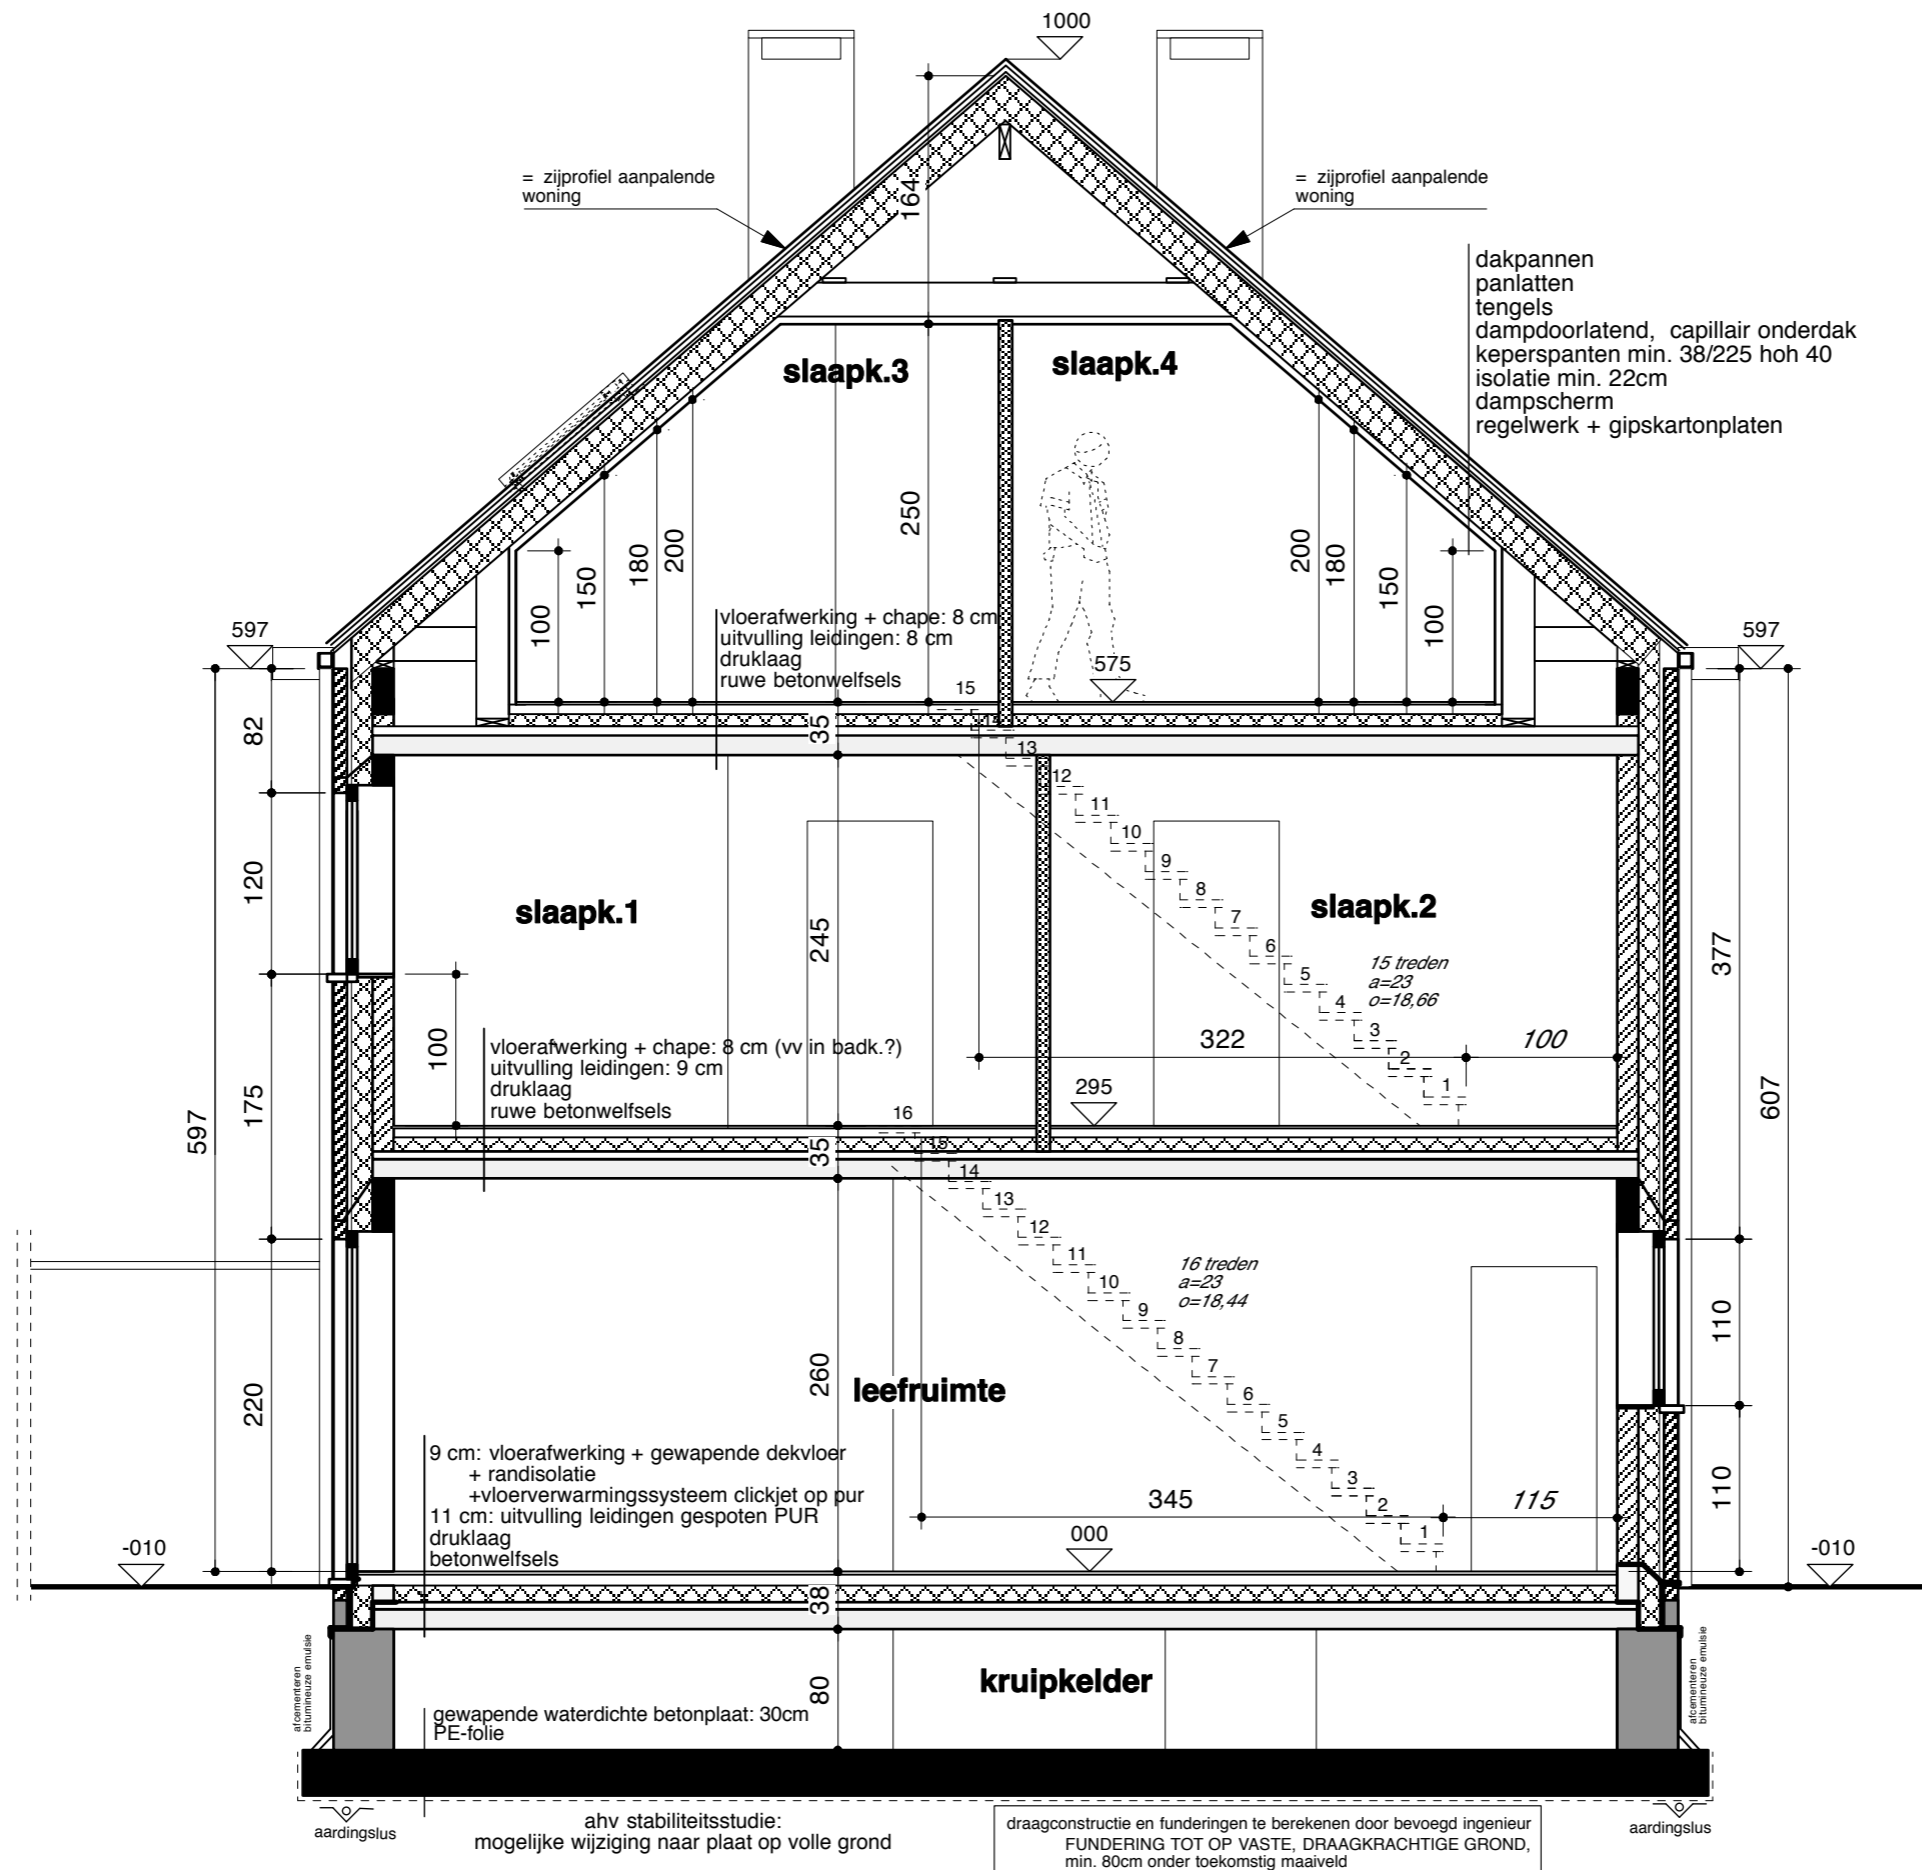 1000
= zijprofiel aanpalende
woning
= zijprofiel aanpalende
woning
164
dakpannen
panlatten
tengels
dampdoorlatend, capillair onderdak
keperspanten min. 38/225 hoh 40
isolatie min. 22cm
dampscherm
regelwerk + gipskartonplaten
slaapk.3
slaapk.4
100
150
180
200
250
200
180
150
100
vloerafwerking + chape: 8 cm
uitvulling leidingen: 8 cm
druklaag
ruwe betonwelfsels
597
597
575
15
14
13
12
11
10
9
8
7
6
5
4
3
2
1
35
82
120
175
220
597
slaapk.1
245
slaapk.2
15 treden
a=23
o=18,66
322
100
377
607
110
110
100
vloerafwerking + chape: 8 cm (vv in badk.?)
uitvulling leidingen: 9 cm
druklaag
ruwe betonwelfsels
295
35
16
15
14
13
12
11
10
9
8
7
6
5
4
3
2
1
16 treden
a=23
o=18,44
260
leefruimte
9 cm: vloerafwerking + gewapende dekvloer
+ randisolatie
+vloerverwarmingssysteem clickjet op pur
11 cm: uitvulling leidingen gespoten PUR
druklaag
betonwelfsels
345
115
000
-010
-010
38
80
kruipkelder
afcementeren
bitumineuze emulsie
afcementeren
bitumineuze emulsie
gewapende waterdichte betonplaat: 30cm
PE-folie
aardingslus
aardingslus
ahv stabiliteitsstudie:
mogelijke wijziging naar plaat op volle grond
draagconstructie en funderingen te berekenen door bevoegd ingenieur
FUNDERING TOT OP VASTE, DRAAGKRACHTIGE GROND,
min. 80cm onder toekomstig maaiveld